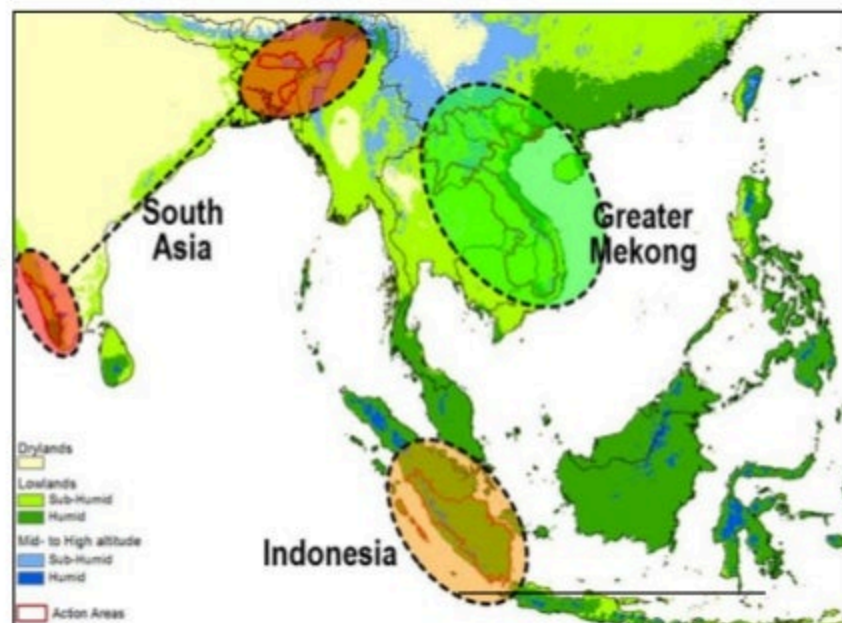 South
Asia
Greater
Mekong
Indonesia
Drylands
Lowlands
Sub-Humid
Humid
Mid- to High altitude
Sub-Humid
Humid
Action Areas